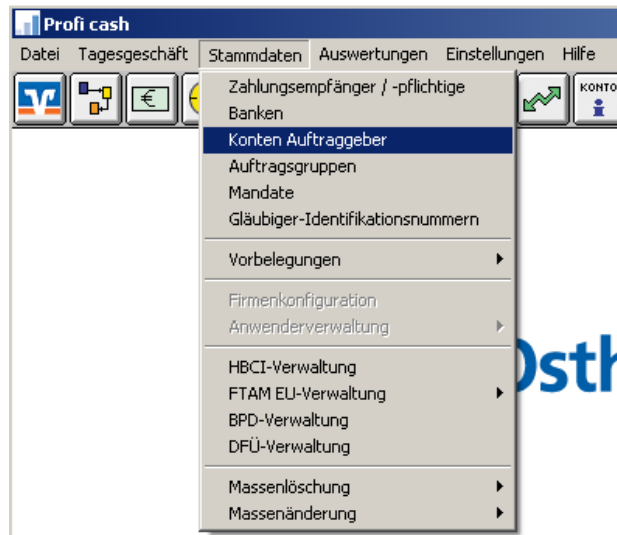 Profi cash
Datei Tagesgeschäft Stammdaten Auswertungen Einstellungen Hilfe
Zahlungsempfänger / -pflichtige
KONTO
Banken
Konten Auftraggeber
Auftragsgruppen
Mandate
Gläubiger-Identifikationsnummern
Vorbelegungen
Firmenkonfiguration
Anwenderverwaltung
HBCI-Verwaltung
FTAM EU-Verwaltung
BPD-Verwaltung
DFÜ-Verwaltung
Massenlöschung
Massenänderung